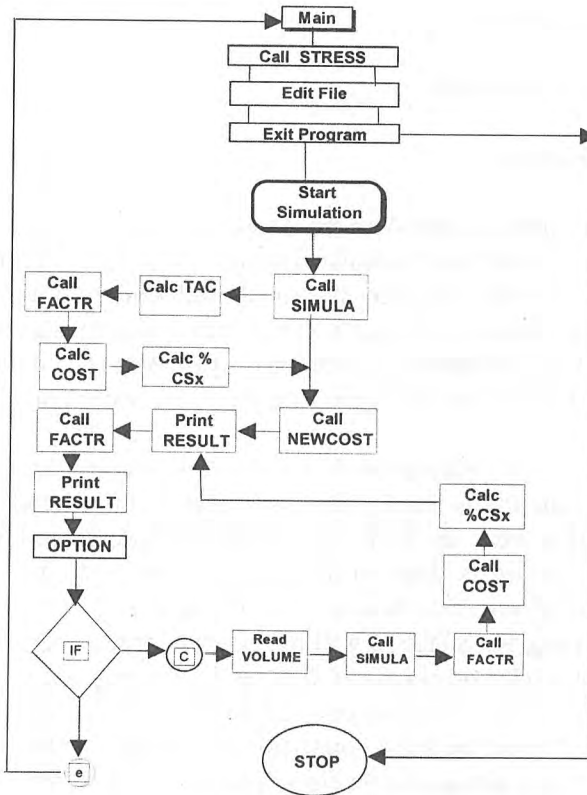 Main
Call STRESS
Edit File
Exit Program
Start
Simulation
Call
SIMULA
Calc TAC
Call
FACTR
Calc
COST
Calc %
CSx
Call
NEWCOST
Print
RESULT
Call
FACTR
Print
RESULT
OPTION
IF
C
Read
VOLUME
Call
SIMULA
Call
FACTR
Call
COST
Calc
%CSx
e
STOP